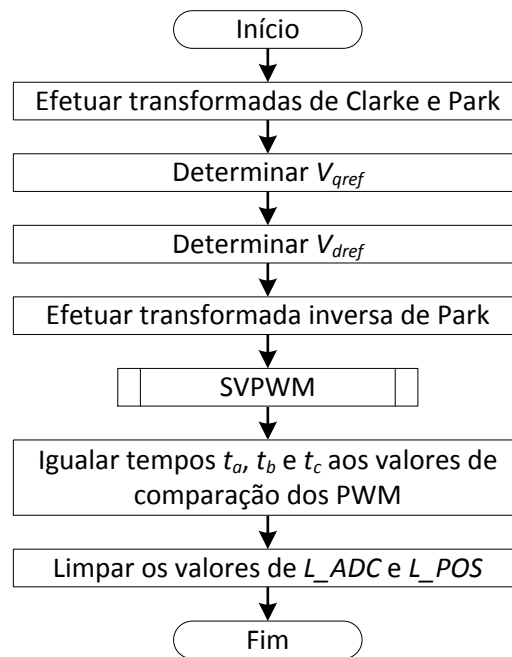 Início
Efetuar transformadas de Clarke e Park
Determinar Vqref
Determinar Vdref
Efetuar transformada inversa de Park
SVPWM
Igualar tempos ta, tb e tc aos valores de
comparação dos PWM
Limpar os valores de L_ADC e L_POS
Fim